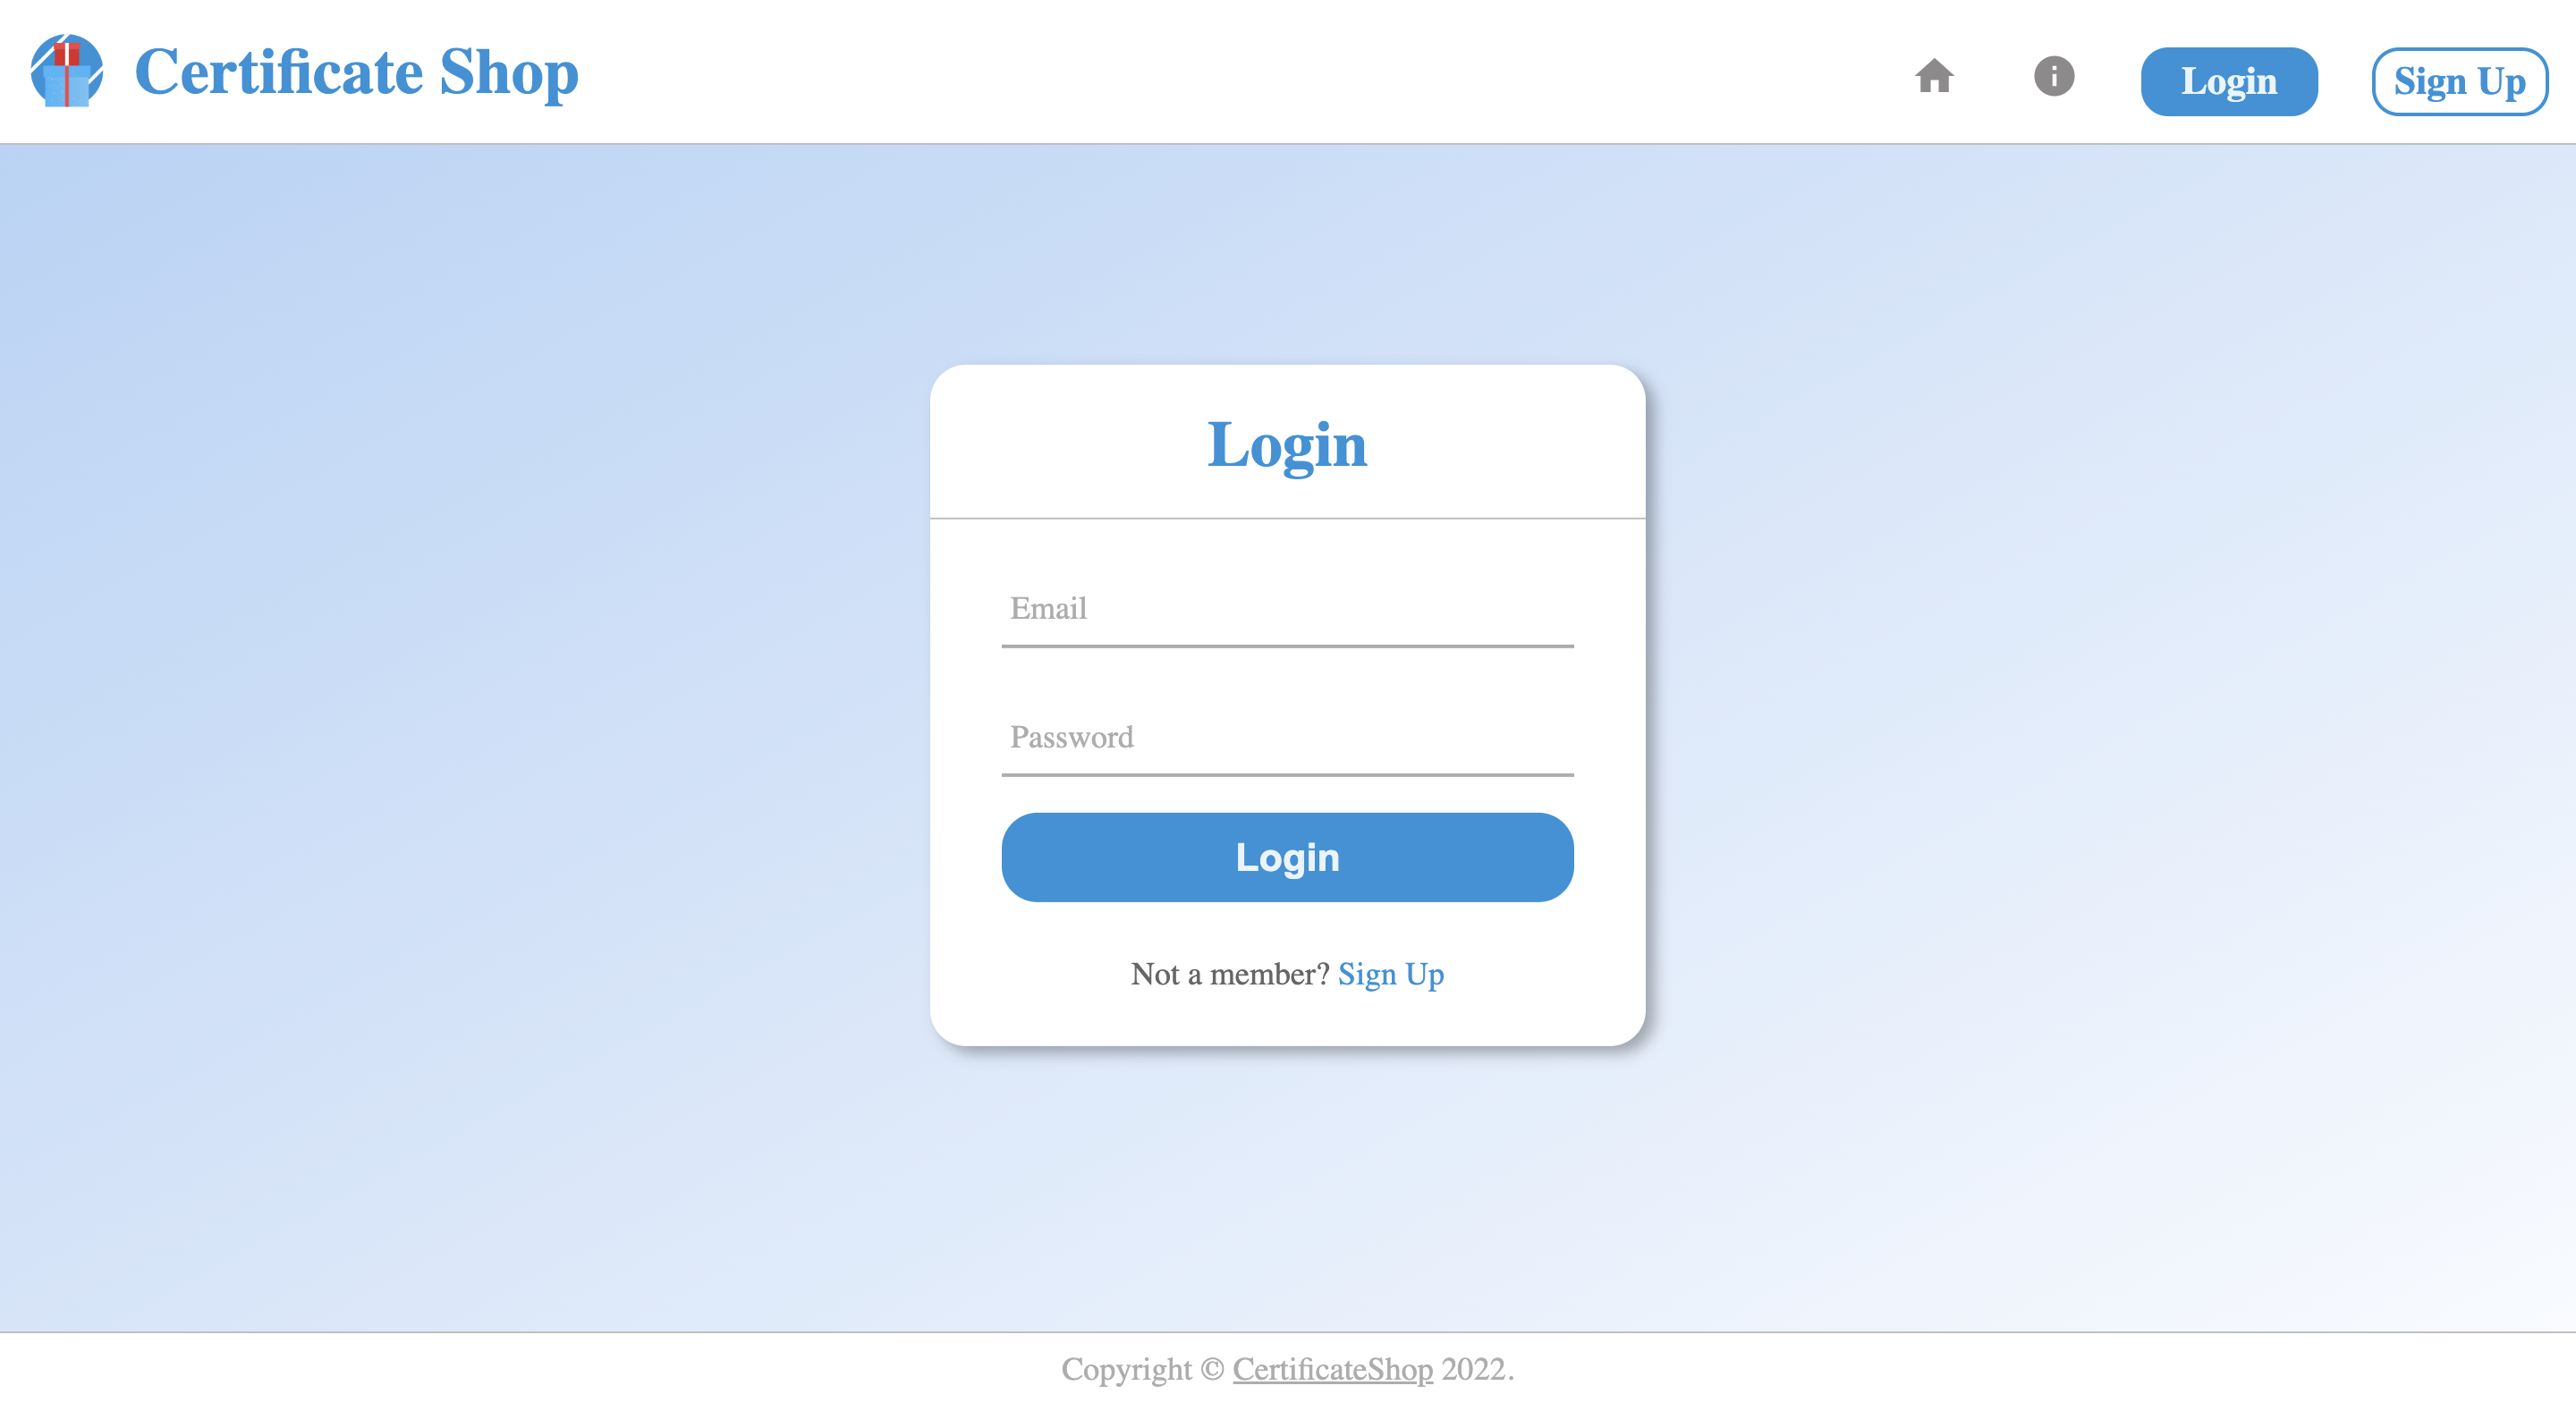 Certificate Shop
Login
Sign Up
Login
Email
Password
Login
Not a member? Sign Up
Copyright © CertificateShop 2022.